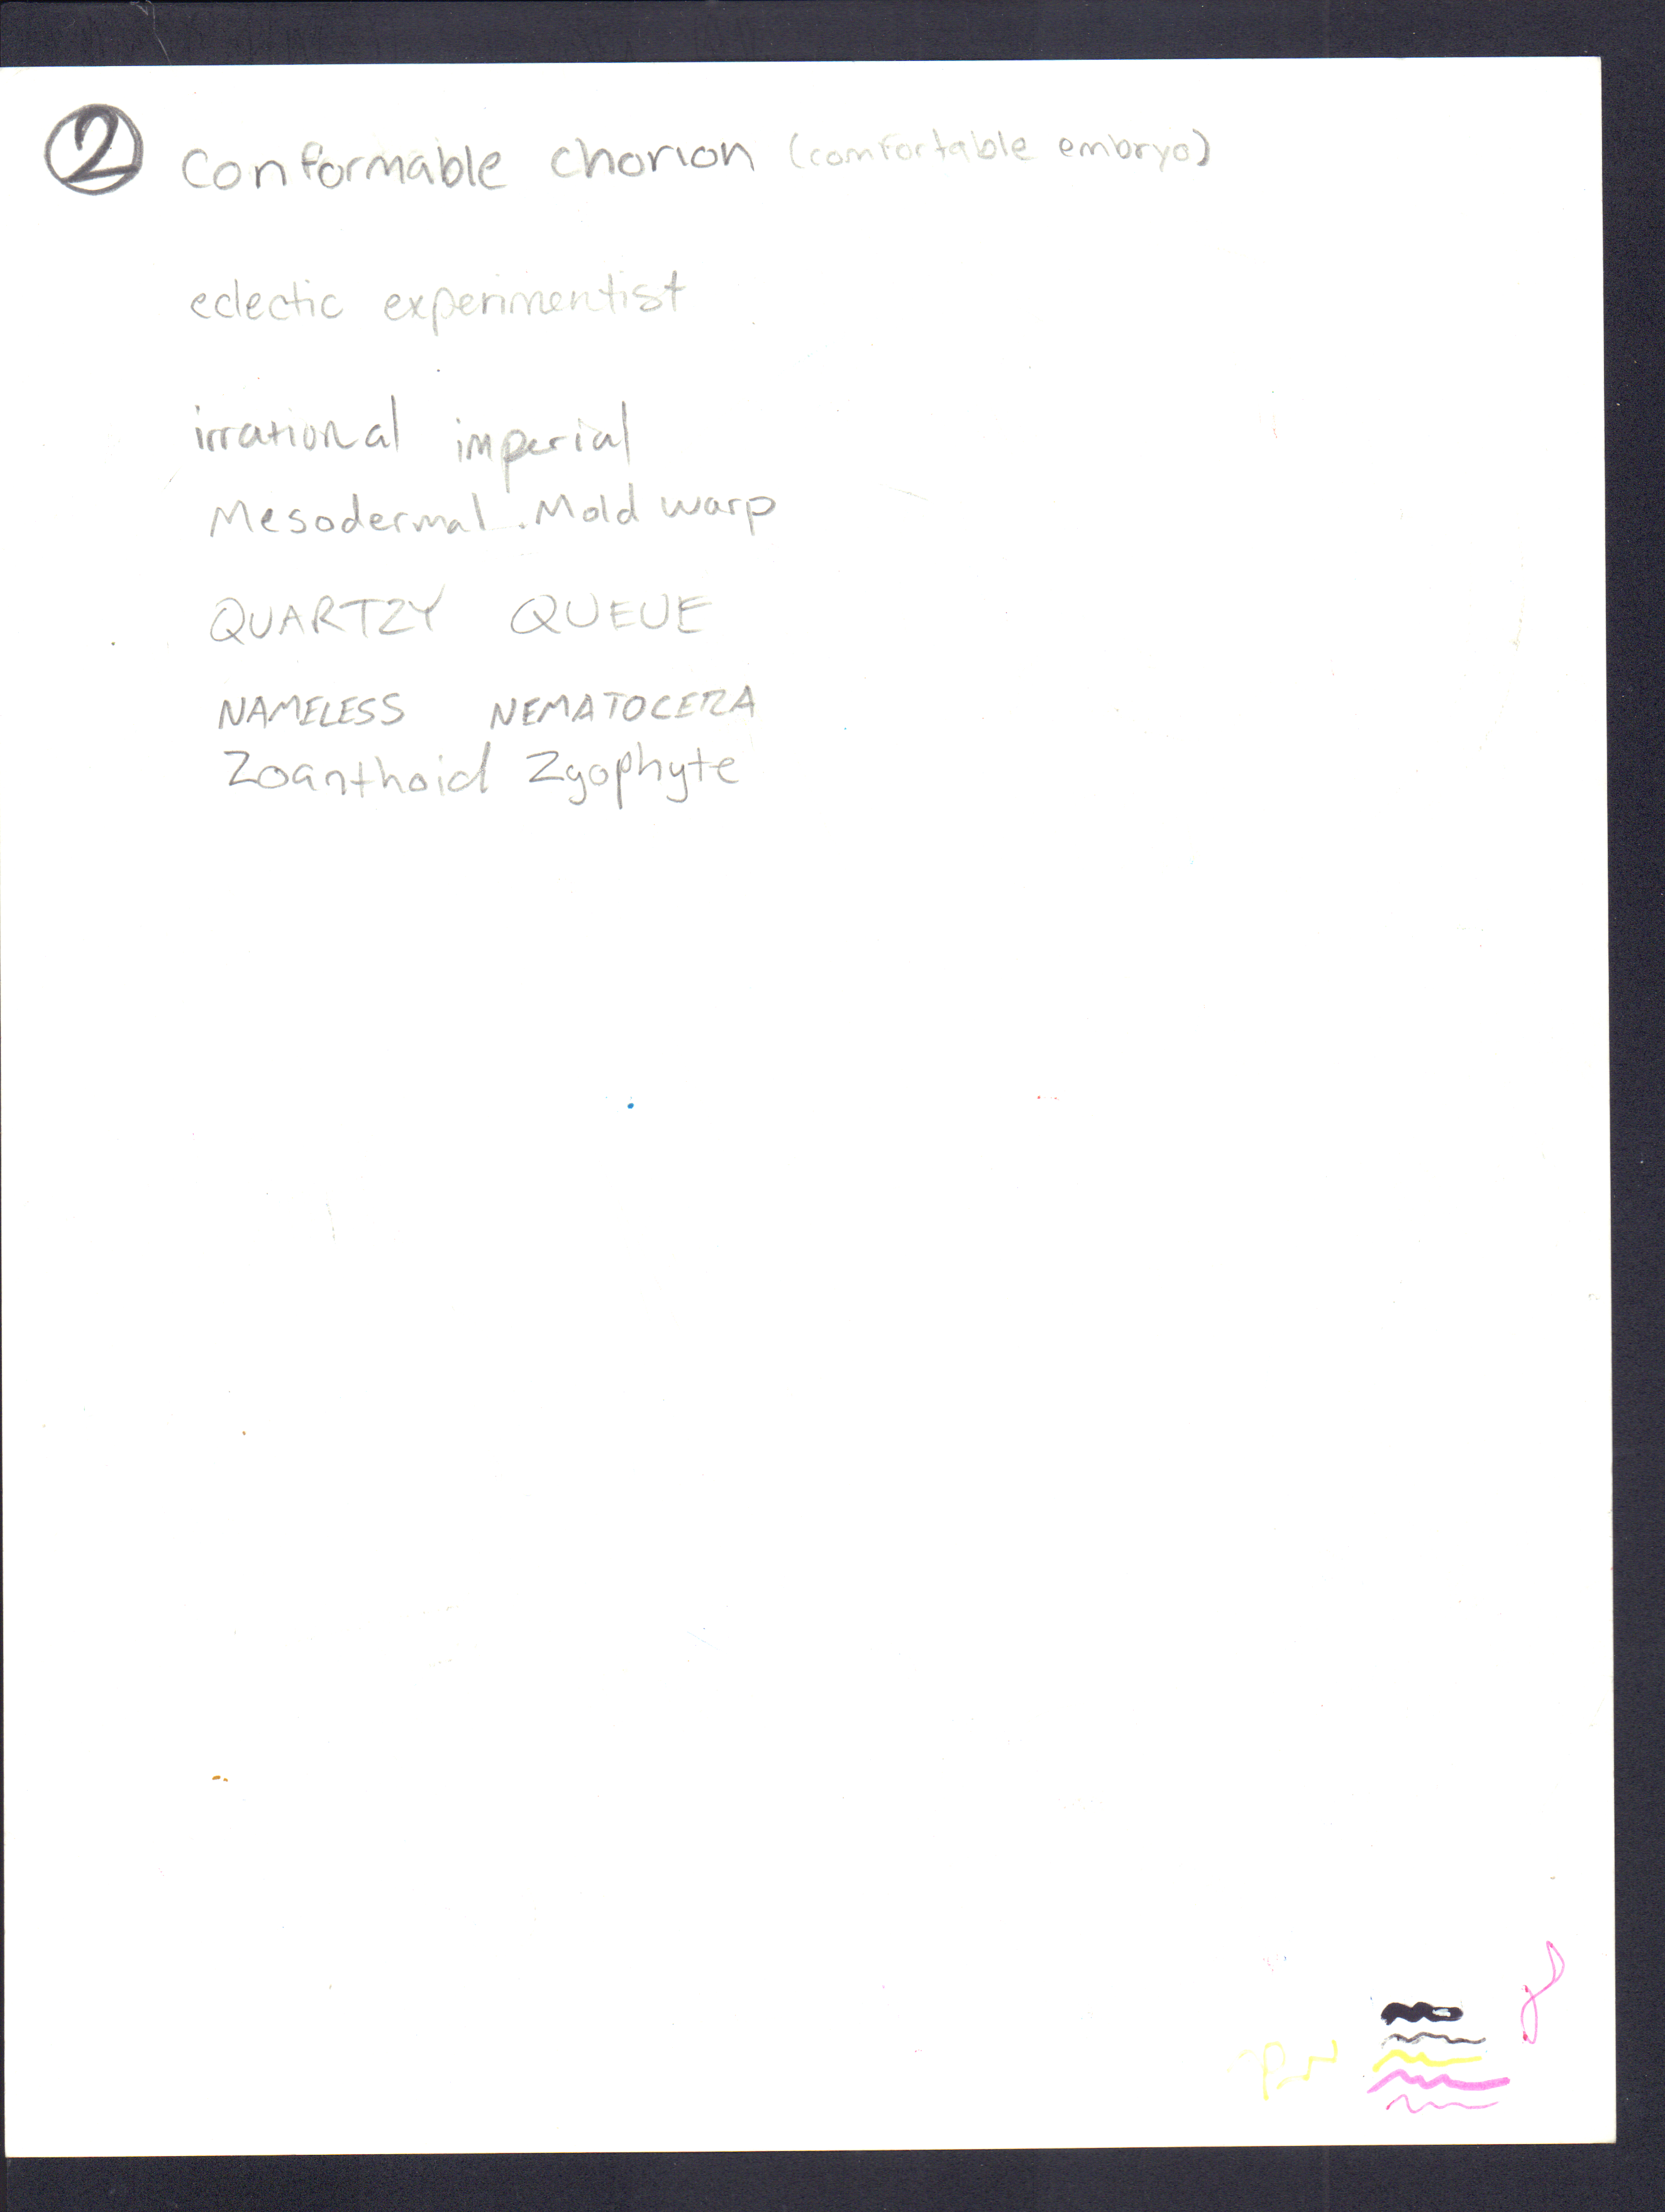 2 Conformable chorion (comfortable embryo)
eclectic experimentist
irrational imperial
Mesodermal . Mold warp
QUARTZY QUEUE
NAMELESS NEMATOCERA
Zoanthoid Zygophyte